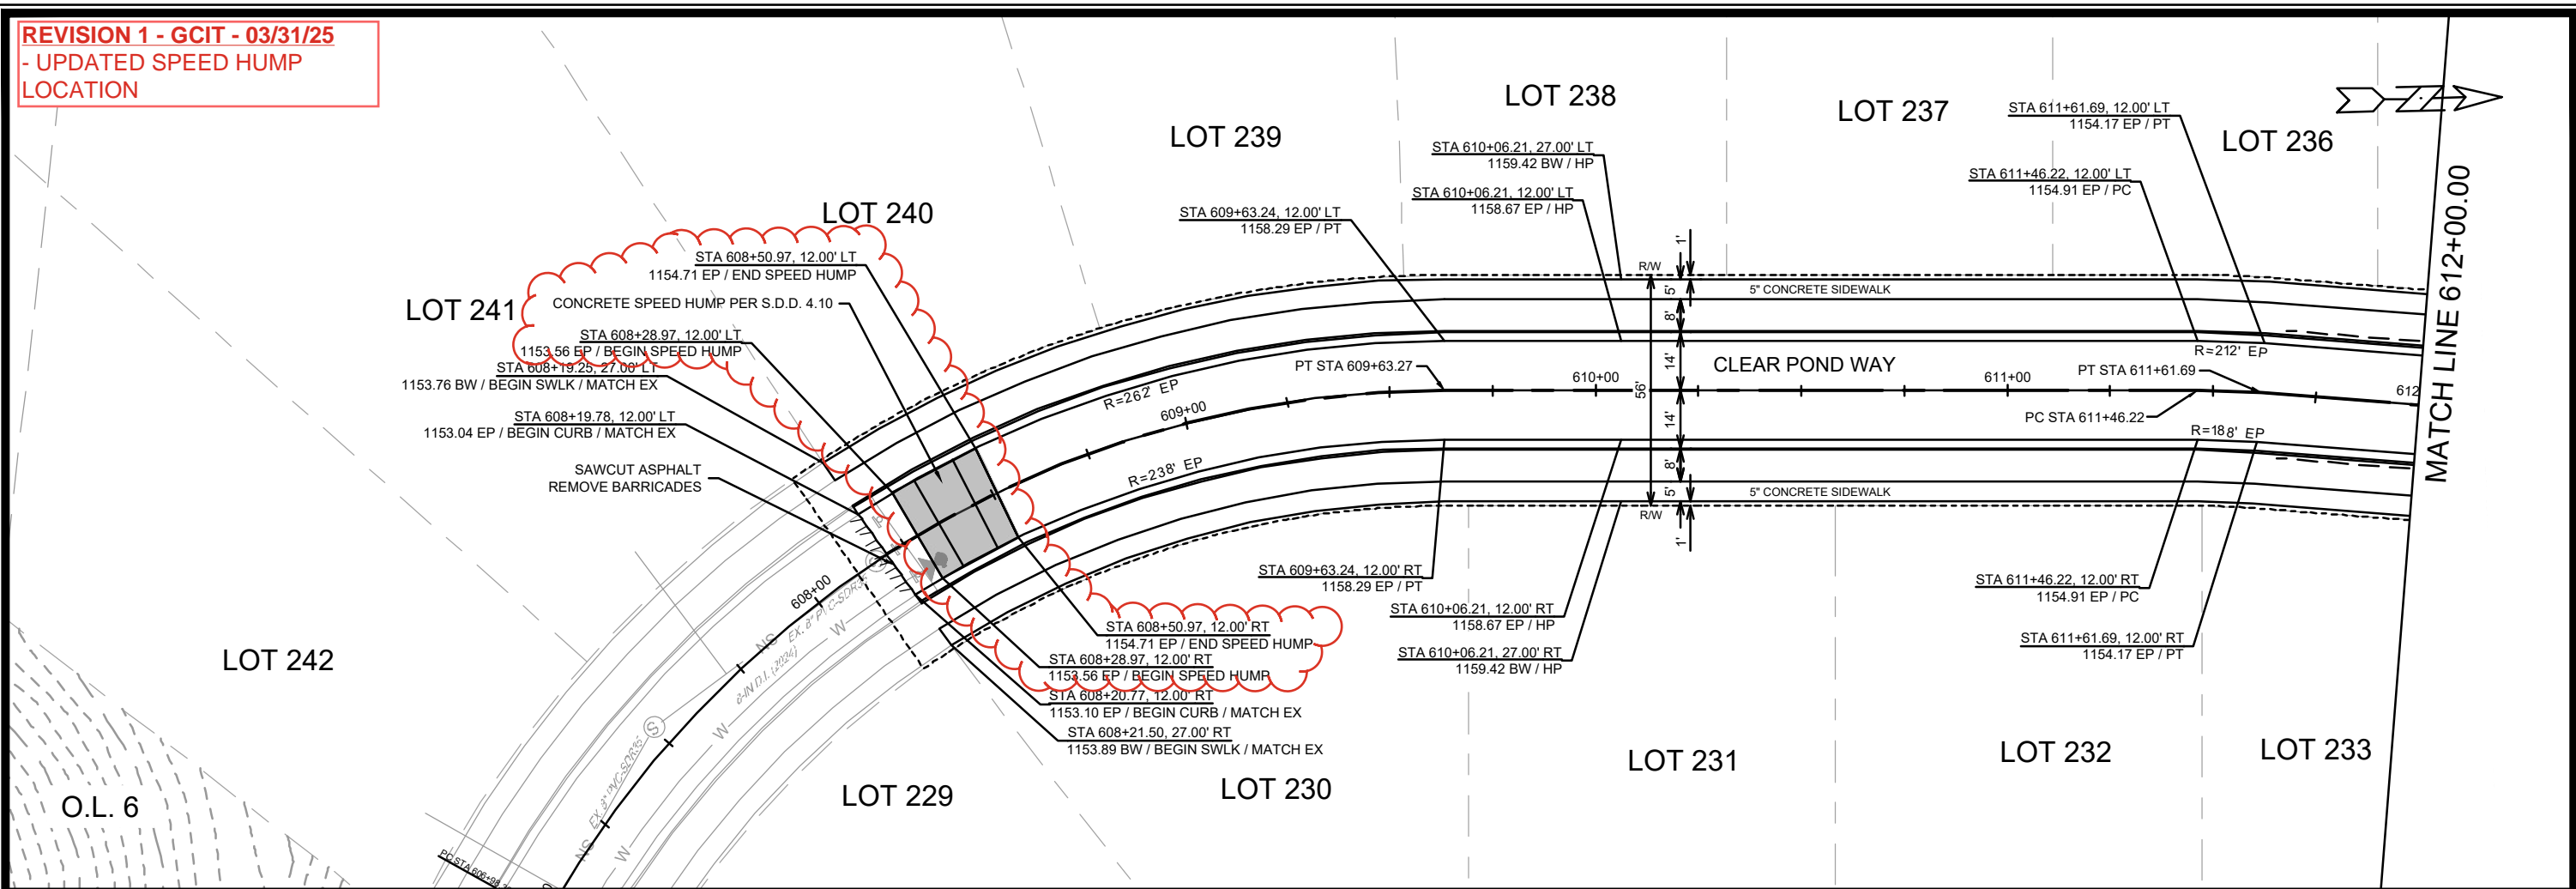 REVISION 1 - GCIT - 03/31/25
- UPDATED SPEED HUMP
LOCATION
LOT 238
LOT 237
STA 611+61.69, 12.00' LT
1154.17 EP / PT
LOT 236
LOT 239
STA 610+06.21, 27.00' LT
1159.42 BW / HP
STA 611+46.22, 12.00' LT
1154.91 EP / PC
STA 610+06.21, 12.00' LT
1158.67 EP / HP
LOT 240
STA 609+63.24, 12.00' LT
1158.29 EP / PT
MATCH LINE 612+00.00
STA 608+50.97, 12.00' LT
1154.71 EP / END SPEED HUMP
CONCRETE SPEED HUMP PER S.D.D. 4.10
LOT 241
STA 608+28.97, 12.00' LT
1153.56 EP / BEGIN SPEED HUMP
STA 608+19.25, 27.00' LT
1153.76 BW / BEGIN SWLK / MATCH EX
STA 608+19.78, 12.00' LT
1153.04 EP / BEGIN CURB / MATCH EX
SAWCUT ASPHALT
REMOVE BARRICADES
R/W
1'
5'
8'
14'
56'
14'
8'
5'
1'
R/W
5" CONCRETE SIDEWALK
CLEAR POND WAY
R=212' EP
PT STA 609+63.27
610+00
611+00
PT STA 611+61.69
612
PC STA 611+46.22
R=262' EP
609+00
R=238' EP
R=188' EP
5" CONCRETE SIDEWALK
608+00
STA 609+63.24, 12.00' RT
1158.29 EP / PT
STA 610+06.21, 12.00' RT
1158.67 EP / HP
STA 610+06.21, 27.00' RT
1159.42 BW / HP
STA 611+46.22, 12.00' RT
1154.91 EP / PC
STA 611+61.69, 12.00' RT
1154.17 EP / PT
STA 608+50.97, 12.00' RT
1154.71 EP / END SPEED HUMP
STA 608+28.97, 12.00' RT
1153.56 EP / BEGIN SPEED HUMP
STA 608+20.77, 12.00' RT
1153.10 EP / BEGIN CURB / MATCH EX
STA 608+21.50, 27.00' RT
1153.89 BW / BEGIN SWLK / MATCH EX
LOT 242
NS
W
S
W
EX. 8" PVC-SDR35
NS
W
O.L. 6
LOT 229
LOT 230
LOT 231
LOT 232
LOT 233